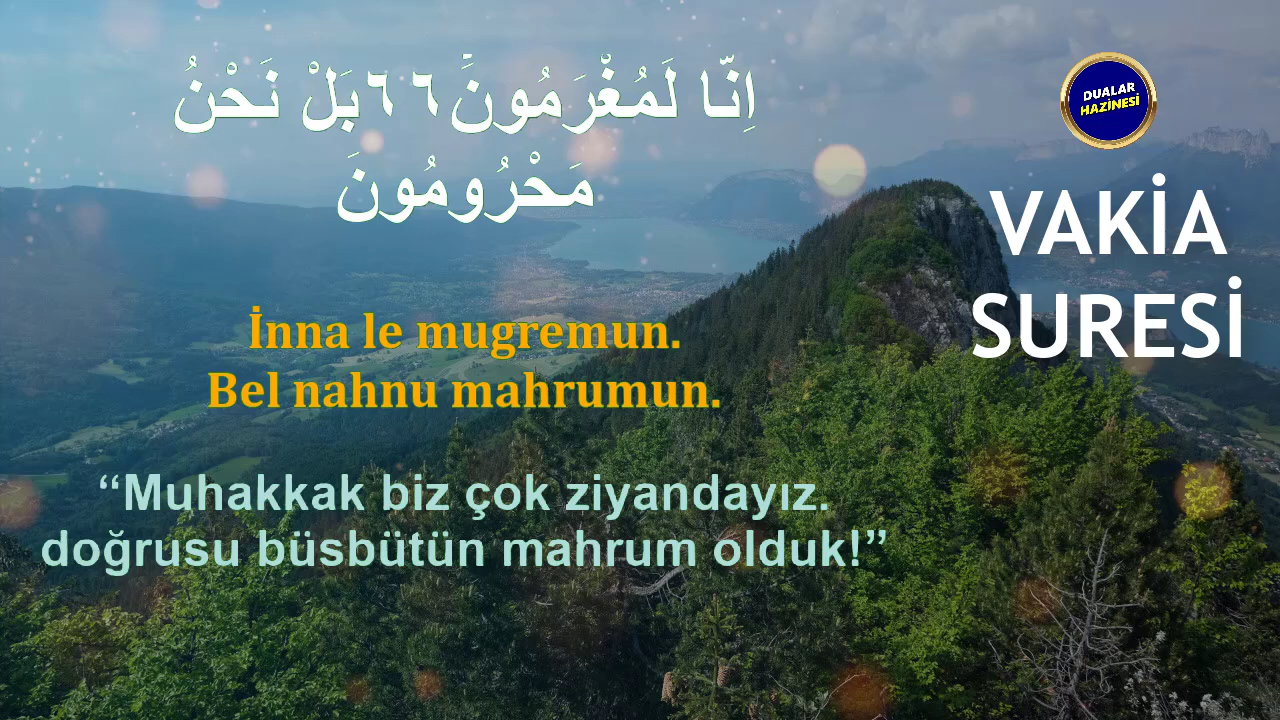 اِنَّا لَمُغْرَمُونَۙ ٦٦ بَلْ نَحْنُ
مَحْرُومُونَ
İnna le mugremun.
Bel nahnu mahrumun.
“Muhakkak biz çok ziyandayız.
doğrusu büsbütün mahrum olduk!”
DUALAR
HAZİNESİ
VAKİA
SURESİ